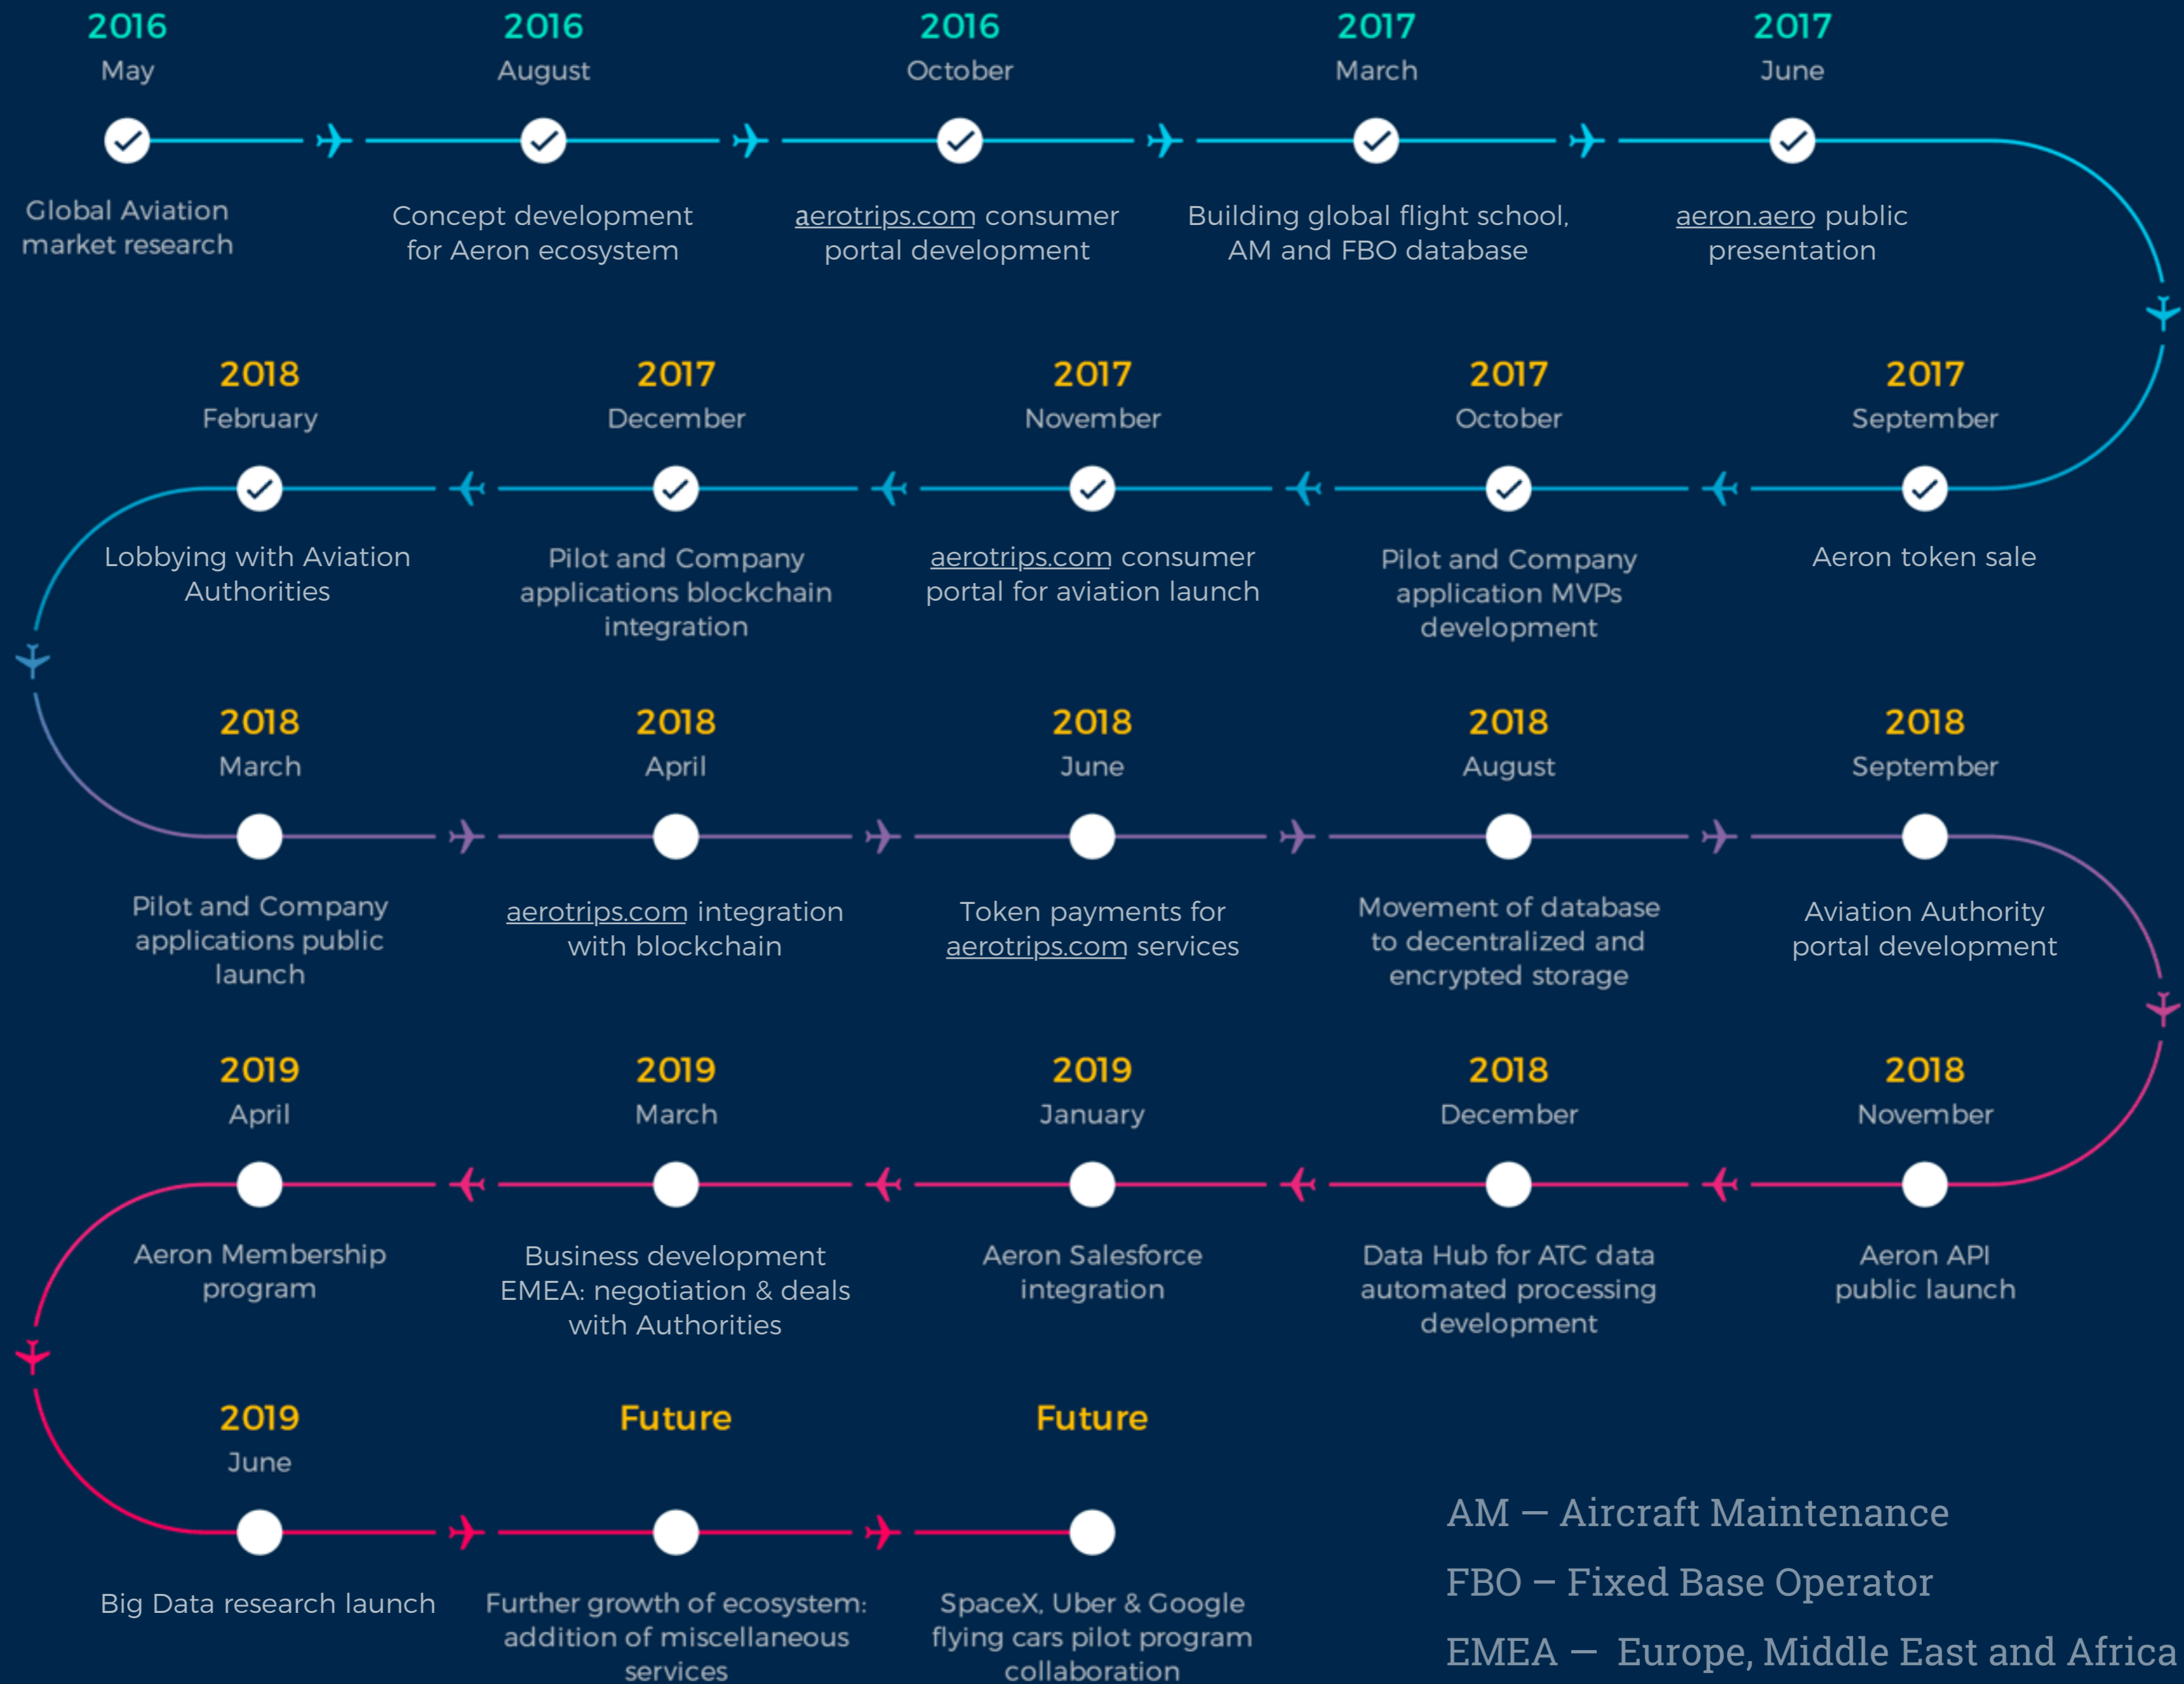 2016
May
Global Aviation
market research
2016
August
Concept development
for Aeron ecosystem
2016
October
aerotrips.com consumer
portal development
2017
March
Building global flight school,
AM and FBO database
2017
June
aeron.aero public
presentation
2017
September
Aeron token sale
2017
October
Pilot and Company
application MVPs
development
2017
November
aerotrips.com consumer
portal for aviation launch
2017
December
Pilot and Company
applications blockchain
integration
2018
February
Lobbying with Aviation
Authorities
2018
March
Pilot and Company
applications public
launch
2018
April
aerotrips.com integration
with blockchain
2018
June
Token payments for
aerotrips.com services
2018
August
Movement of database
to decentralized and
encrypted storage
2018
September
Aviation Authority
portal development
2018
November
Aeron API
public launch
2018
December
Data Hub for ATC data
automated processing
development
2019
January
Aeron Salesforce
integration
2019
March
Business development
EMEA: negotiation & deals
with Authorities
2019
April
Aeron Membership
program
2019
June
Big Data research launch
Future
Further growth of ecosystem:
addition of miscellaneous
services
Future
SpaceX, Uber & Google
flying cars pilot program
collaboration
AM — Aircraft Maintenance
FBO – Fixed Base Operator
EMEA — Europe, Middle East and Africa